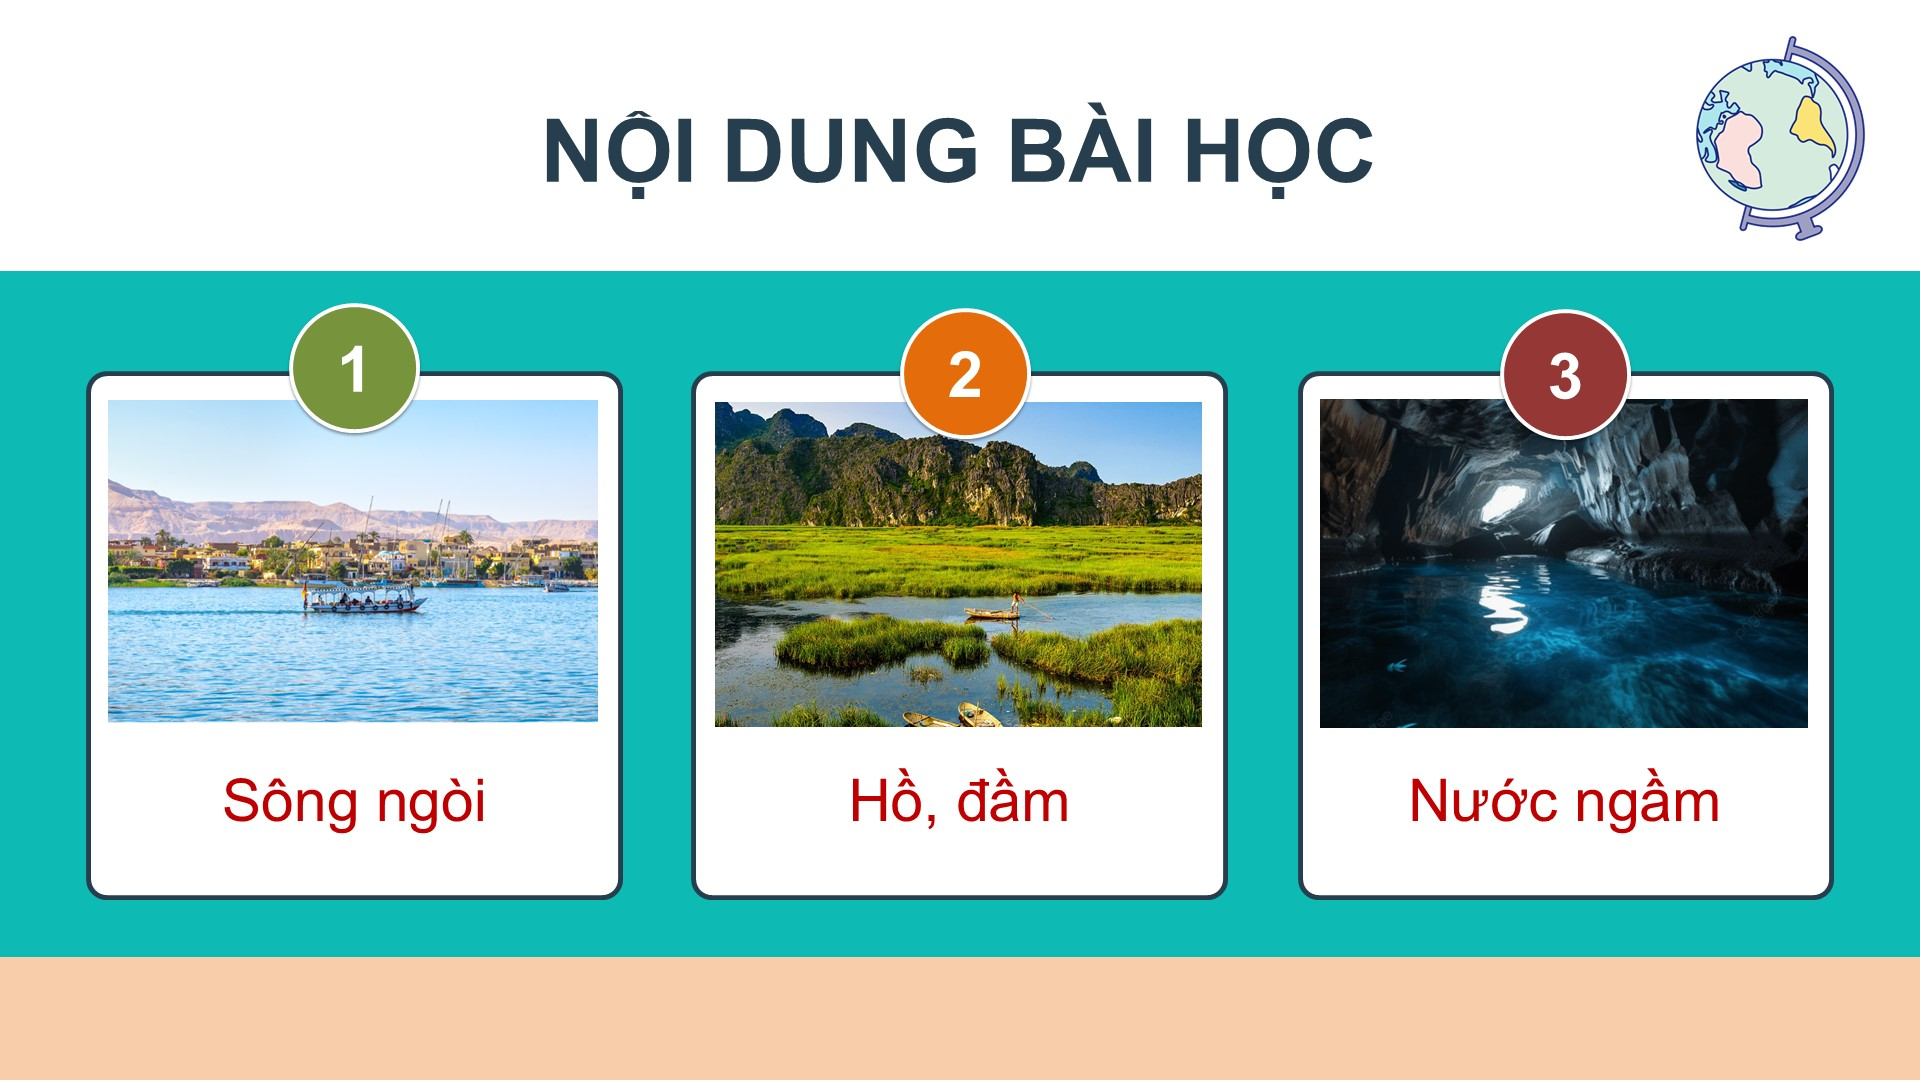 NỘI DUNG BÀI HỌC
1
2
3
Sông ngòi
Hồ, đầm
Nước ngầm